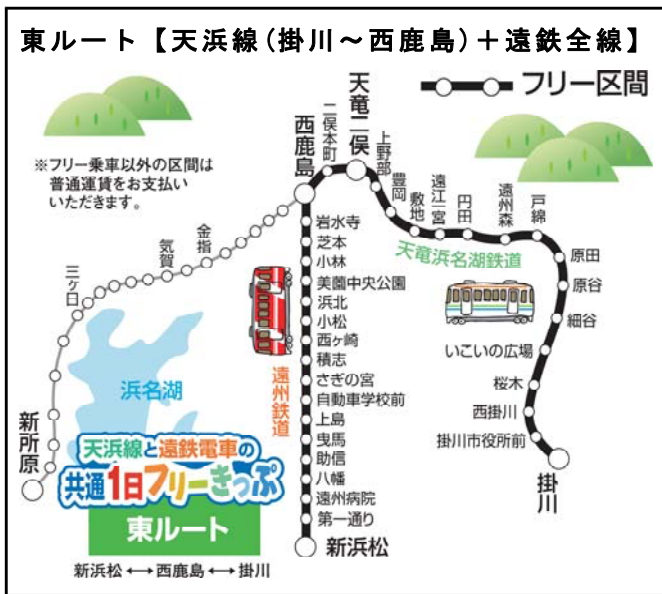 東ルート【天浜線(掛川～西鹿島)＋遠鉄全線】
フリー区間
※フリー乗車以外の区間は
普通運賃をお支払い
いただきます。
西鹿島
二俣本町
天竜二俣
上野部
豊岡
敷地
遠江一宮
円田
遠州森
戸綿
原田
原谷
細谷
いこいの広場
桜木
西掛川
掛川市役所前
掛川
天竜浜名湖鉄道
金指
気賀
三ヶ日
新所原
浜名湖
岩水寺
芝本
小林
美薗中央公園
浜北
小松
西ヶ崎
積志
さぎの宮
自動車学校前
上島
曳馬
助信
八幡
遠州病院
第一通り
新浜松
遠州鉄道
天浜線と遠鉄電車の
共通1日フリーきっぷ
東ルート
新浜松⟷西鹿島⟷掛川